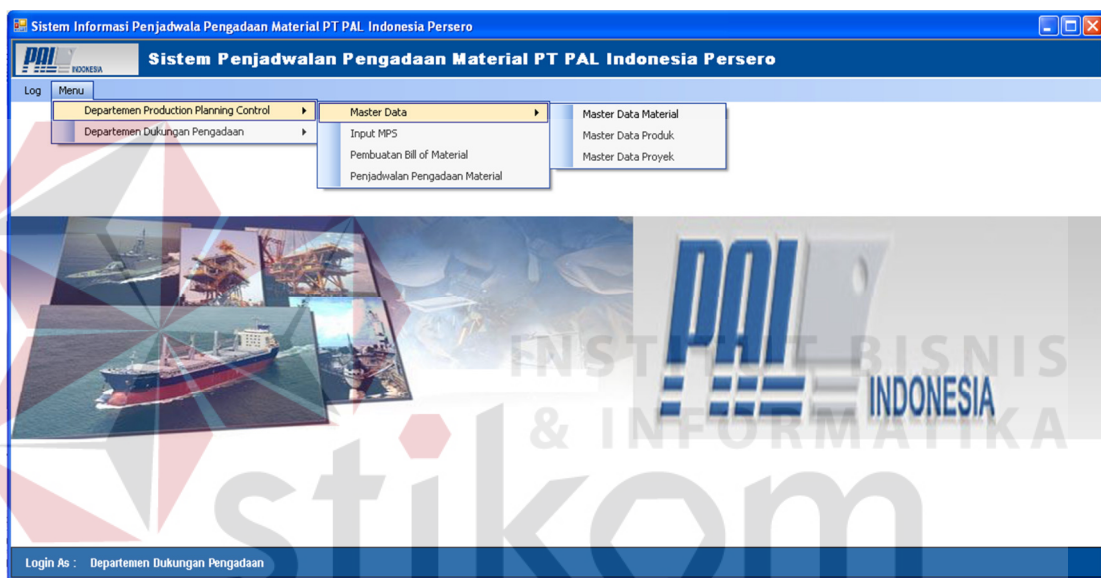 Sistem Informasi Penjadwala Pengadaan Material PT PAL Indonesia Persero
PAL INDONESIA
Sistem Penjadwalan Pengadaan Material PT PAL Indonesia Persero
Log Menu
Departemen Production Planning Control
Departemen Dukungan Pengadaan
Master Data
Input MPS
Pembuatan Bill of Material
Penjadwalan Pengadaan Material
Master Data Material
Master Data Produk
Master Data Proyek
PAL
INDONESIA
INSTITUT BISNIS
& INFORMATIKA
stikom
Login As : Departemen Dukungan Pengadaan